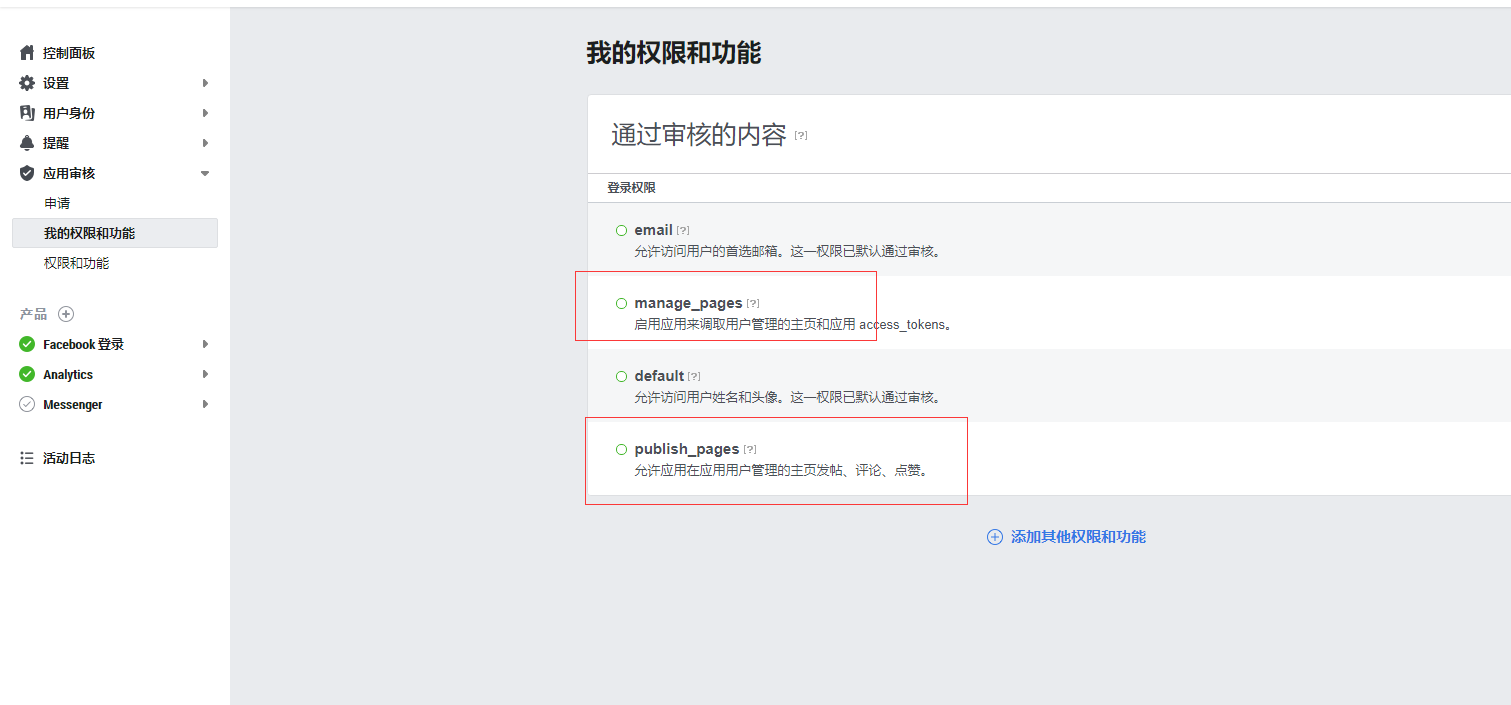 控制面板
设置
用户身份
提醒
应用审核
申请
我的权限和功能
权限和功能
产品
Facebook 登录
Analytics
Messenger
活动日志
我的权限和功能
通过审核的内容 [?]
登录权限
email [?]
允许访问用户的首选邮箱。这一权限已默认通过审核。
manage_pages [?]
启用应用来调取用户管理的主页和应用 access_tokens。
default [?]
允许访问用户姓名和头像。这一权限已默认通过审核。
publish_pages [?]
允许应用在应用用户管理的主页发帖、评论、点赞。
添加其他权限和功能